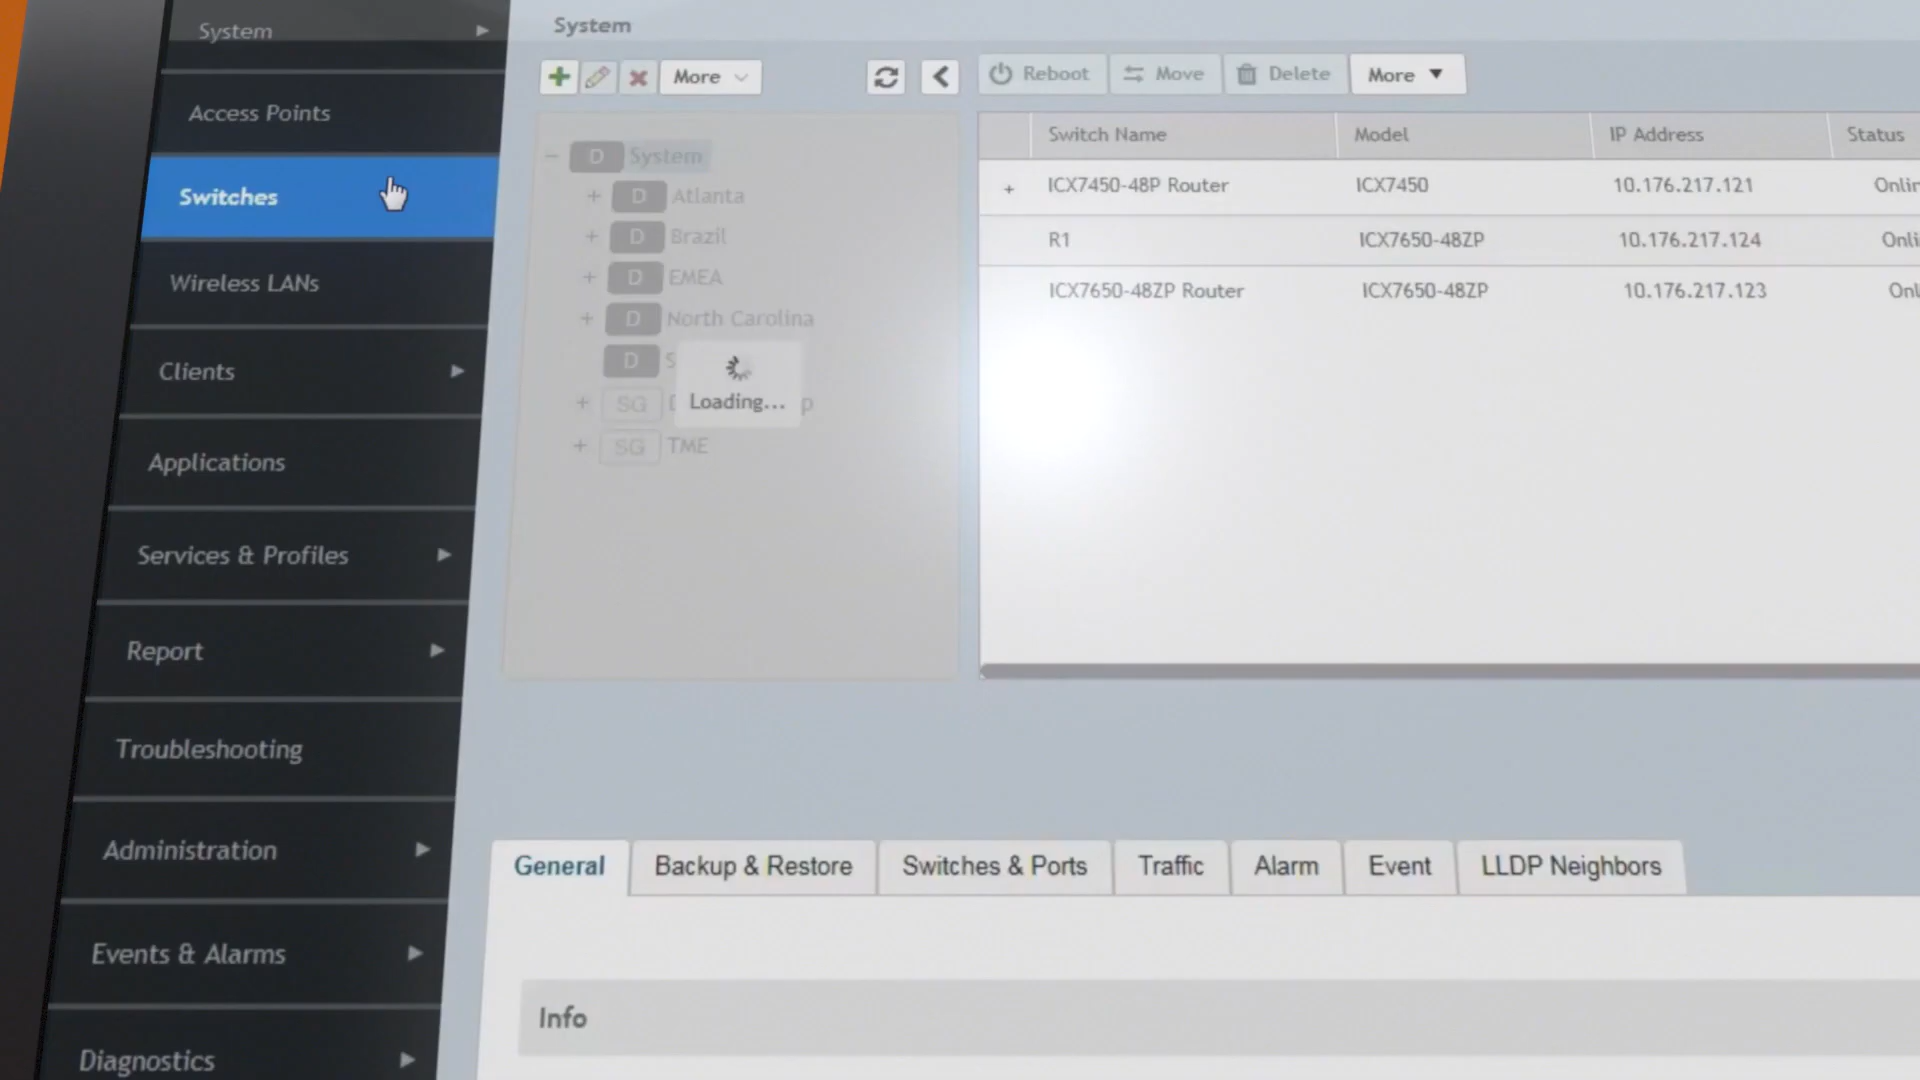 System
Access Points
Switches
Wireless LANs
Clients
Applications
Services & Profiles
Report
Troubleshooting
Administration
Events & Alarms
Diagnostics
System
More
Reboot
Move
Delete
More
D System
D Atlanta
D Brazil
D EMEA
D North Carolina
D S
SG
SG TME
Loading...
Switch Name Model IP Address Status
ICX7450-48P Router ICX7450 10.176.217.121
R1 ICX7650-48ZP 10.176.217.124
ICX7650-48ZP Router ICX7650-48ZP 10.176.217.123
General
Backup & Restore
Switches & Ports
Traffic
Alarm
Event
LLDP Neighbors
Info